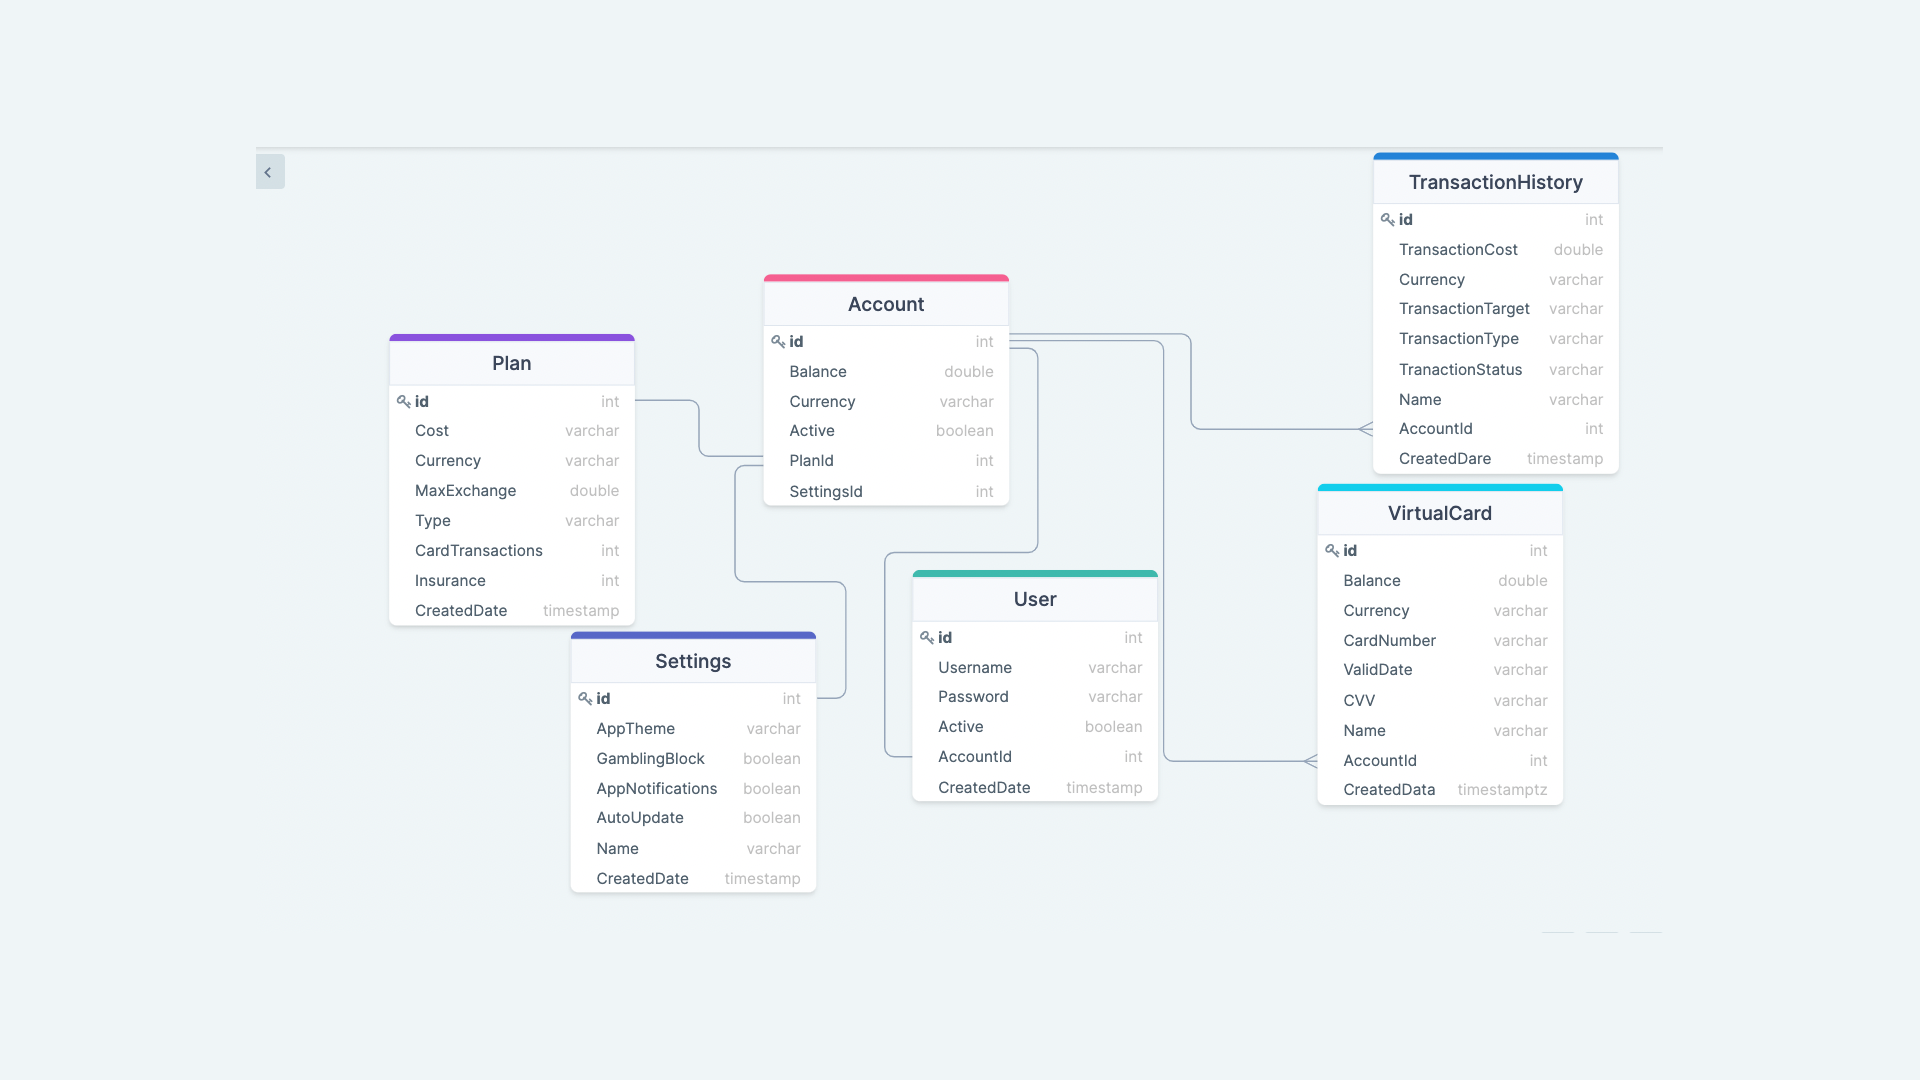 TransactionHistory
id int
TransactionCost double
Currency varchar
TransactionTarget varchar
TransactionType varchar
TranactionStatus varchar
Name varchar
AccountId int
CreatedDare timestamp
Account
id int
Balance double
Currency varchar
Active boolean
PlanId int
SettingsId int
Plan
id int
Cost varchar
Currency varchar
MaxExchange double
Type varchar
CardTransactions int
Insurance int
CreatedDate timestamp
VirtualCard
id int
Balance double
Currency varchar
CardNumber varchar
ValidDate varchar
CVV varchar
Name varchar
AccountId int
CreatedData timestamptz
User
id int
Username varchar
Password varchar
Active boolean
AccountId int
CreatedDate timestamp
Settings
id int
AppTheme varchar
GamblingBlock boolean
AppNotifications boolean
AutoUpdate boolean
Name varchar
CreatedDate timestamp